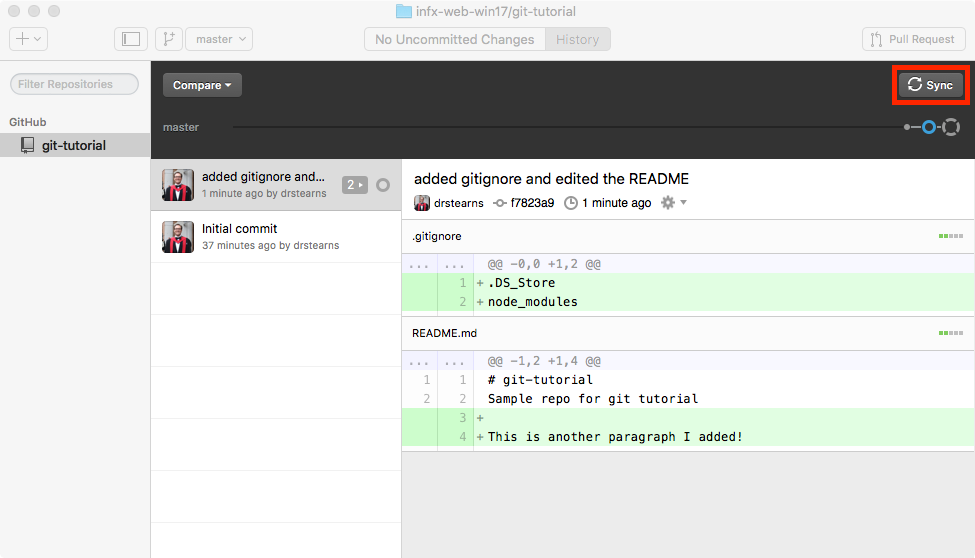 infx-web-win17/git-tutorial
master
No Uncommitted Changes
History
Pull Request
Filter Repositories
Compare
Sync
GitHub
master
git-tutorial
added gitignore and...
1 minute ago by drstearns
2
Initial commit
37 minutes ago by drstearns
added gitignore and edited the README
drstearns f7823a9 1 minute ago
.gitignore
... ... @@ -0,0 +1,2 @@
1 +.DS_Store
2 +node_modules
README.md
... ... @@ -1,2 +1,4 @@
1 1 # git-tutorial
2 2 Sample repo for git tutorial
3 +
4 +This is another paragraph I added!